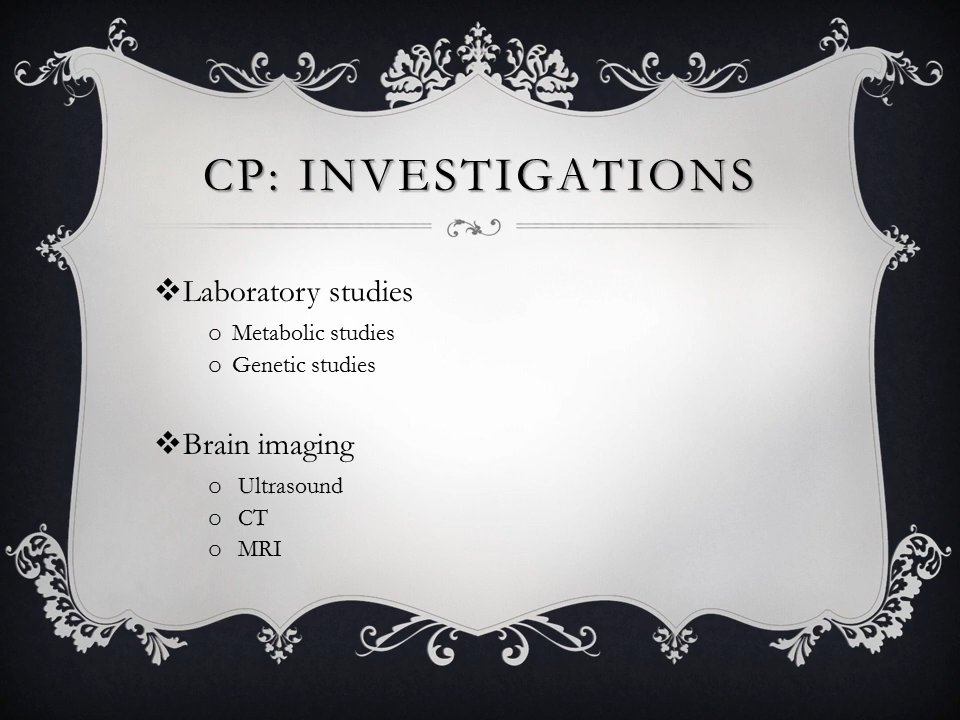 CP: INVESTIGATIONS
❖ Laboratory studies
o Metabolic studies
o Genetic studies
❖ Brain imaging
o Ultrasound
o CT
o MRI